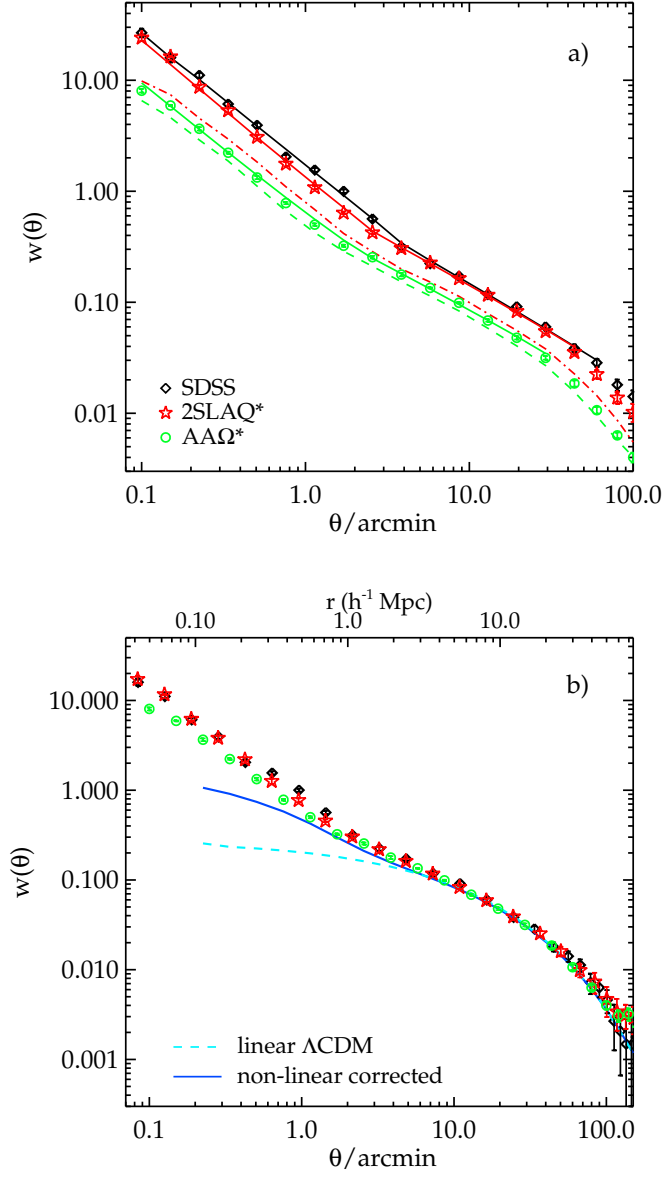 a)
10.00
1.00
0.10
0.01
w(θ)
SDSS
2SLAQ*
AAΩ*
0.1 1.0 10.0 100.0
θ/arcmin
r (h⁻¹ Mpc)
0.10 1.0 10.0
b)
10.000
1.000
0.100
0.010
0.001
w(θ)
linear ΛCDM
non-linear corrected
0.1 1.0 10.0 100.0
θ/arcmin